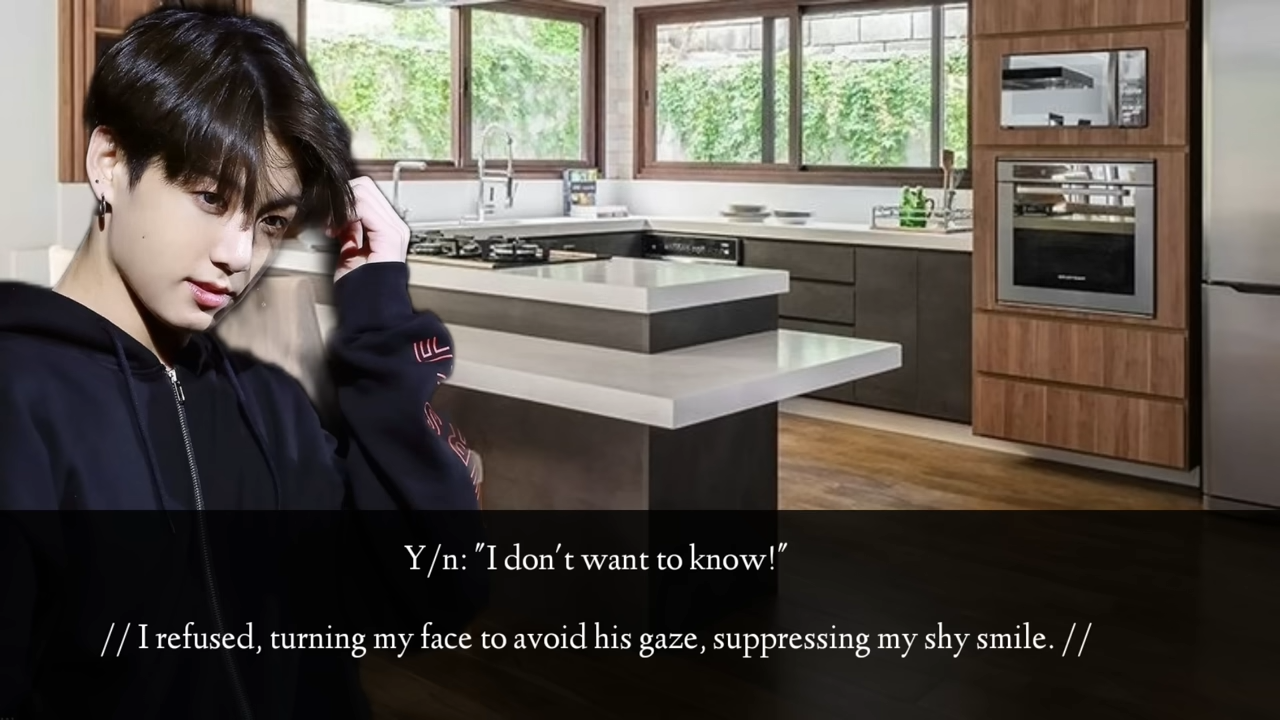 Y/n: "I don't want to know!"
// I refused, turning my face to avoid his gaze, suppressing my shy smile. //